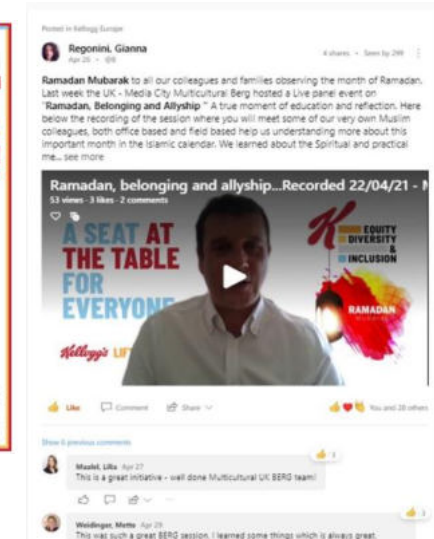 Posted in Kellogg Europe
Regonini, Gianna
Apr 26
4 shares • Seen by 299
Ramadan Mubarak to all our colleagues and families observing the month of Ramadan.
Last week the UK - Media City Multicultural Berg hosted a Live panel event on
"Ramadan, Belonging and Allyship " A true moment of education and reflection. Here
below the recording of the session where you will meet some of our very own Muslim
colleagues, both office based and field based help us understanding more about this
important month in the Islamic calendar. We learned about the Spiritual and practical
me... see more
Ramadan, belonging and allyship...Recorded 22/04/21 -
53 views · 3 likes · 2 comments
A SEAT AT
THE TABLE
FOR
EVERYONE
Kellogg's
K
EQUITY
DIVERSITY
&
INCLUSION
RAMADAN
Like
Comment
Share
You and 28 others
Show 6 previous comments
1
Maalel, Lilia Apr 27
This is a great initiative - well done Multicultural UK BERG team!
3
Weidinger, Mette Apr 29
This was such a great BERG session. I learned some things which is always great.